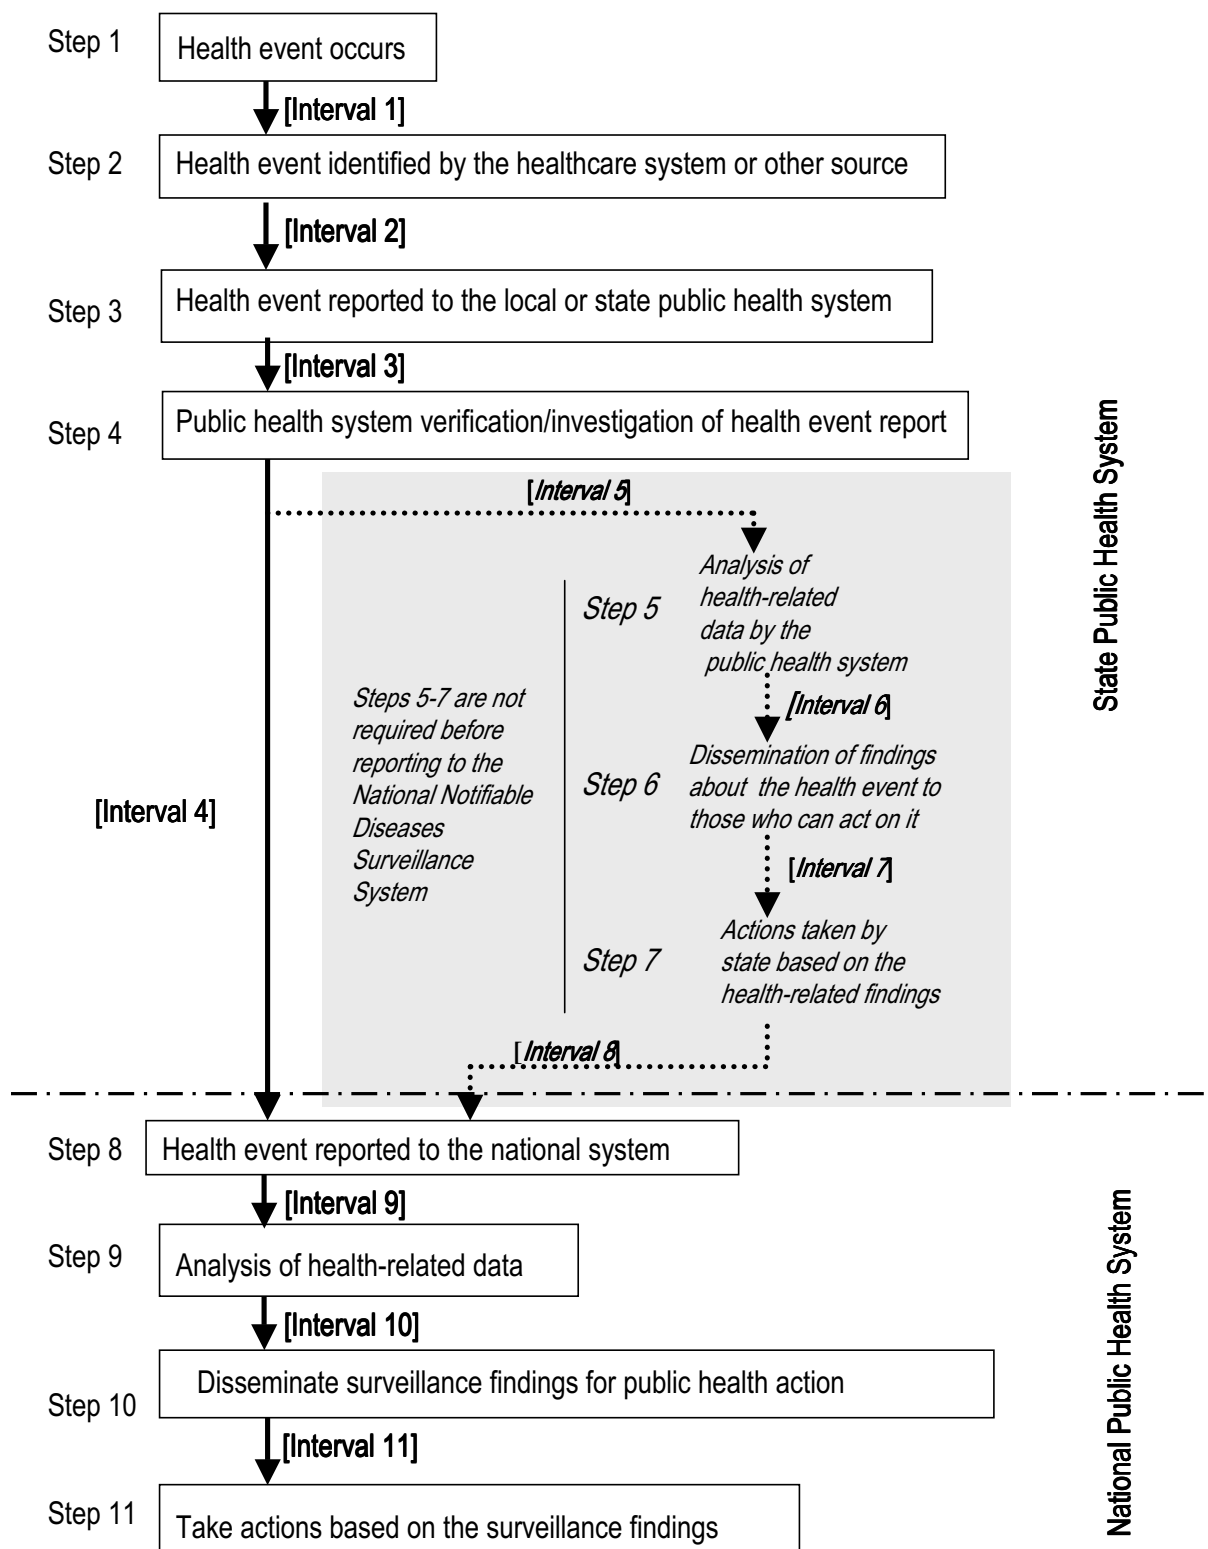 Step 1
Health event occurs
[Interval 1]
Step 2
Health event identified by the healthcare system or other source
[Interval 2]
Step 3
Health event reported to the local or state public health system
[Interval 3]
Step 4
Public health system verification/investigation of health event report
[Interval 4]
[Interval 5]
Steps 5-7 are not
required before
reporting to the
National Notifiable
Diseases
Surveillance
System
Step 5
Analysis of
health-related
data by the
public health system
[Interval 6]
Step 6
Dissemination of findings
about the health event to
those who can act on it
[Interval 7]
Step 7
Actions taken by
state based on the
health-related findings
[Interval 8]
State Public Health System
Step 8
Health event reported to the national system
[Interval 9]
Step 9
Analysis of health-related data
[Interval 10]
Step 10
Disseminate surveillance findings for public health action
[Interval 11]
Step 11
Take actions based on the surveillance findings
National Public Health System